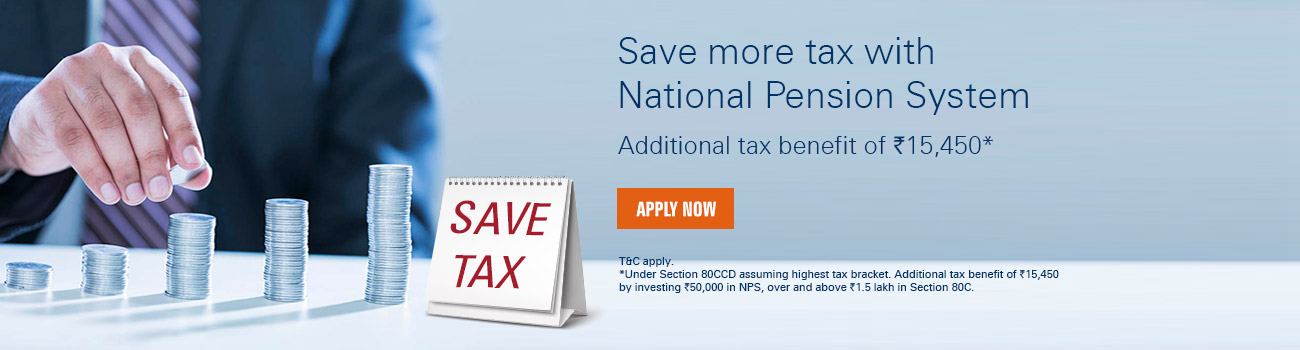 Save more tax with
National Pension System
Additional tax benefit of ₹15,450*
SAVE
TAX
APPLY NOW
T&C apply.
*Under Section 80CCD assuming highest tax bracket. Additional tax benefit of ₹15,450
by investing ₹50,000 in NPS, over and above ₹1.5 lakh in Section 80C.